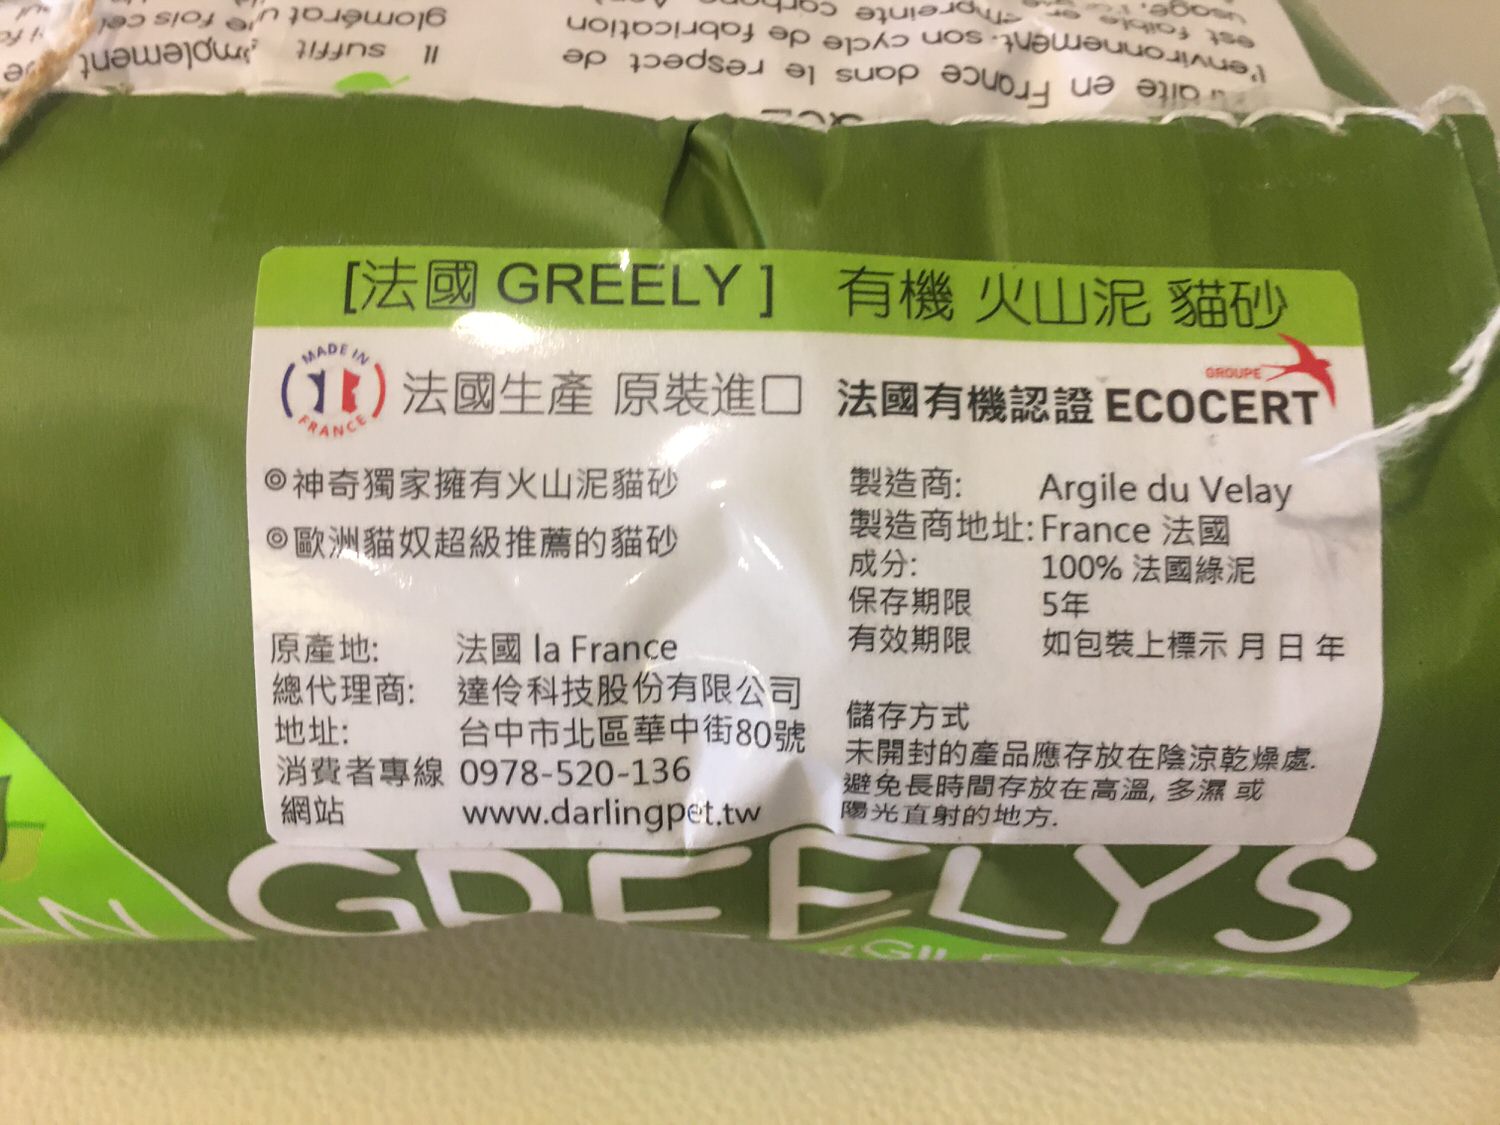 Il suffit
l'environnement. son cycle de fabrication
en France dans le respect de
[法國 GREELY ] 有機 火山泥 貓砂
MADE IN
FRANCE
法國生產 原裝進口
GROUPE
法國有機認證 ECOCERT
◎神奇獨家擁有火山泥貓砂
◎歐洲貓奴超級推薦的貓砂
原產地: 法國 la France
總代理商: 達伶科技股份有限公司
地址: 台中市北區華中街80號
消費者專線 0978-520-136
網站 www.darlingpet.tw
製造商: Argile du Velay
製造商地址: France 法國
成分: 100% 法國綠泥
保存期限 5年
有效期限 如包裝上標示 月 日 年
儲存方式
未開封的產品應存放在陰涼乾燥處.
避免長時間存放在高溫, 多濕 或
陽光直射的地方.
GREELYS